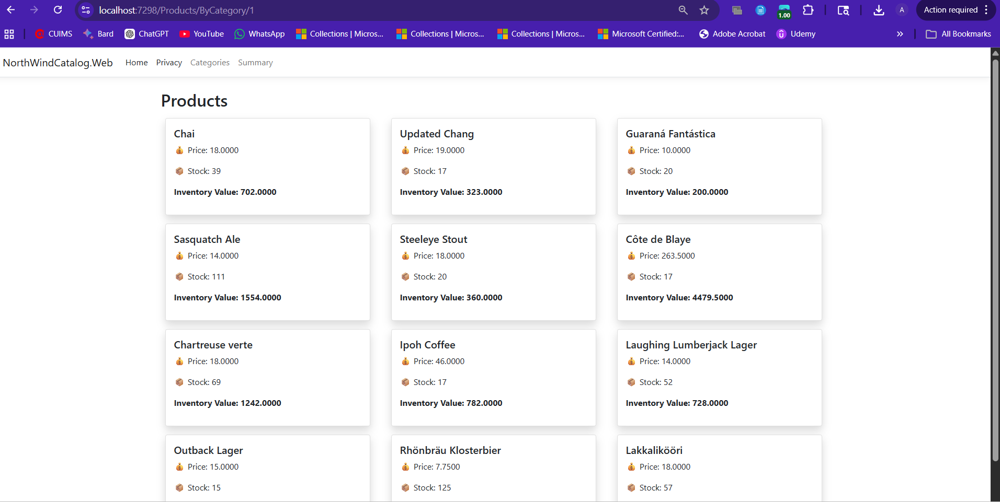 localhost:7298/Products/ByCategory/1
1.00
A
Action required
CUIMS
Bard
ChatGPT
YouTube
WhatsApp
Collections | Micros...
Collections | Micros...
Collections | Micros...
Microsoft Certified:...
Adobe Acrobat
Udemy
All Bookmarks
NorthWindCatalog.Web Home Privacy Categories Summary
Products
Chai
Price: 18.0000
Stock: 39
Inventory Value: 702.0000
Updated Chang
Price: 19.0000
Stock: 17
Inventory Value: 323.0000
Guaraná Fantástica
Price: 10.0000
Stock: 20
Inventory Value: 200.0000
Sasquatch Ale
Price: 14.0000
Stock: 111
Inventory Value: 1554.0000
Steeleye Stout
Price: 18.0000
Stock: 20
Inventory Value: 360.0000
Côte de Blaye
Price: 263.5000
Stock: 17
Inventory Value: 4479.5000
Chartreuse verte
Price: 18.0000
Stock: 69
Inventory Value: 1242.0000
Ipoh Coffee
Price: 46.0000
Stock: 17
Inventory Value: 782.0000
Laughing Lumberjack Lager
Price: 14.0000
Stock: 52
Inventory Value: 728.0000
Outback Lager
Price: 15.0000
Stock: 15
Rhönbräu Klosterbier
Price: 7.7500
Stock: 125
Lakkalikööri
Price: 18.0000
Stock: 57